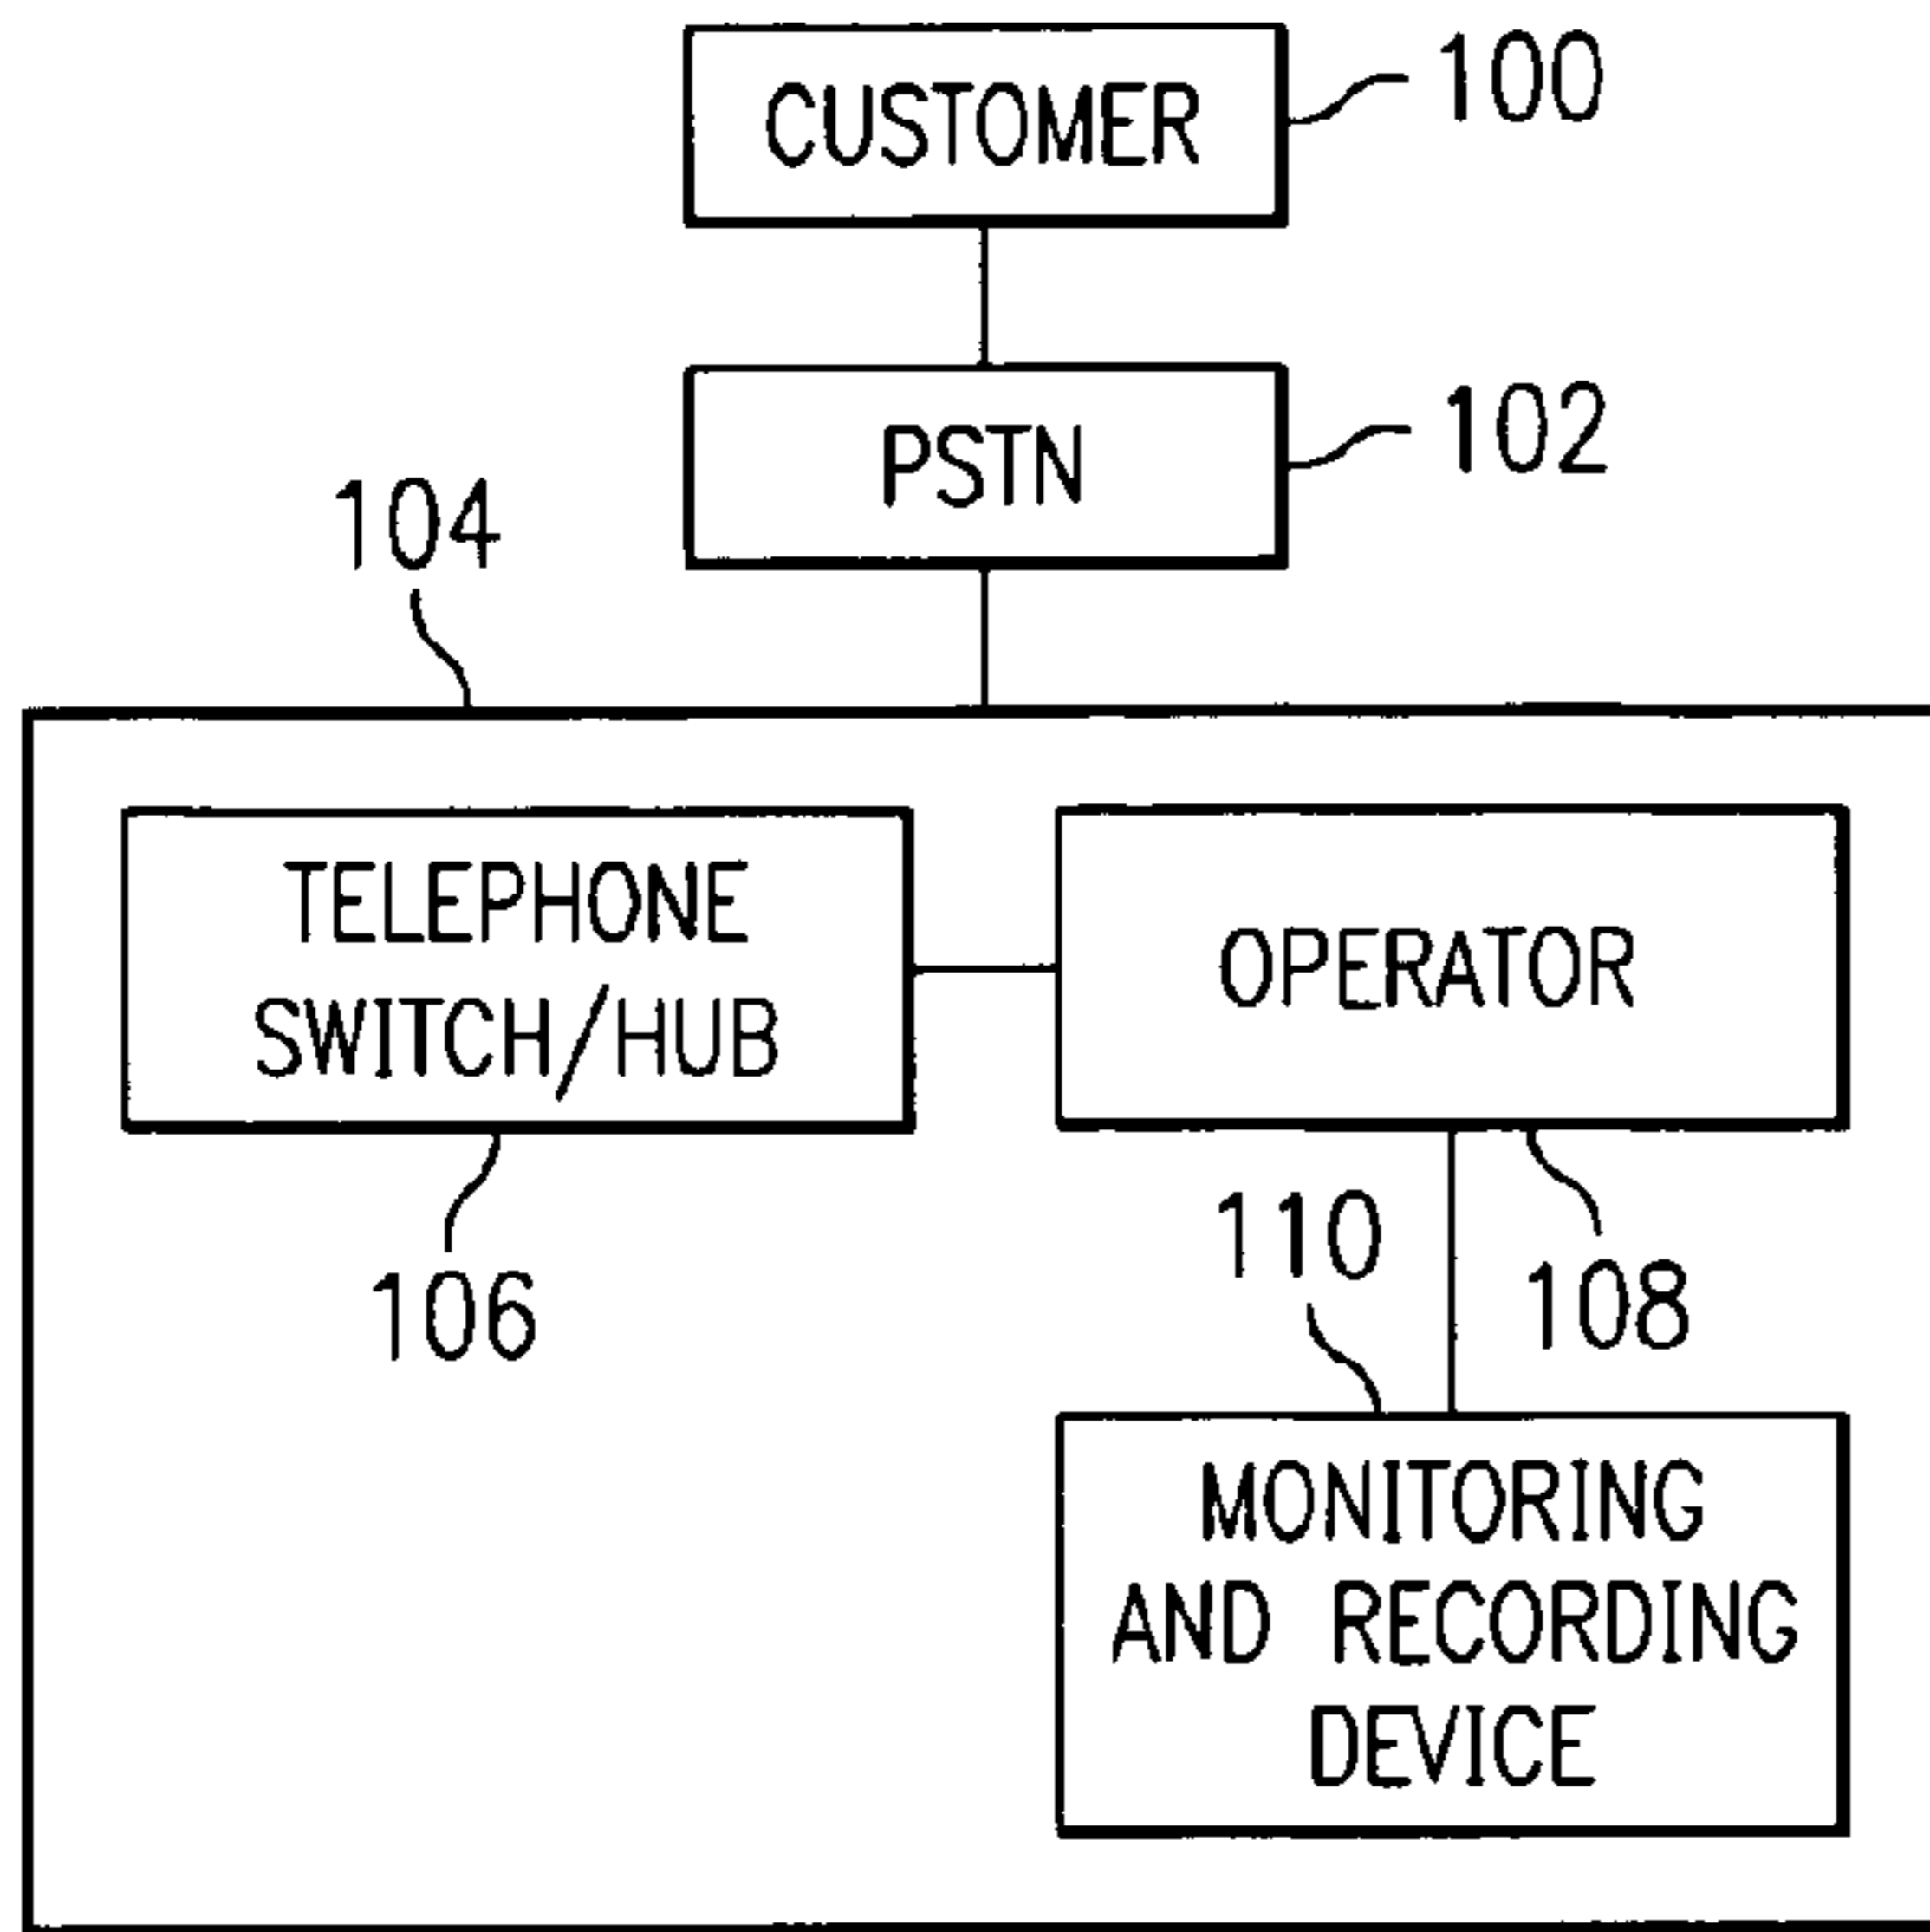 CUSTOMER
100
PSTN
102
104
TELEPHONE
SWITCH/HUB
OPERATOR
106
110
108
MONITORING
AND RECORDING
DEVICE